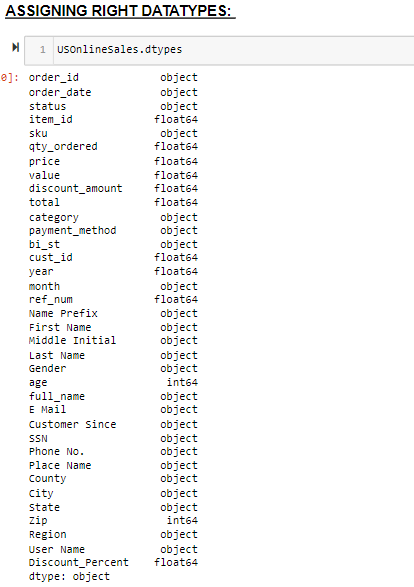 ASSIGNING RIGHT DATATYPES:
1 USOnlineSales.dtypes
0]: order_id object
order_date object
status object
item_id float64
sku object
qty_ordered float64
price float64
value float64
discount_amount float64
total float64
category object
payment_method object
bi_st object
cust_id float64
year float64
month object
ref_num float64
Name Prefix object
First Name object
Middle Initial object
Last Name object
Gender object
age int64
full_name object
E Mail object
Customer Since object
SSN object
Phone No. object
Place Name object
County object
City object
State object
Zip int64
Region object
User Name object
Discount_Percent float64
dtype: object